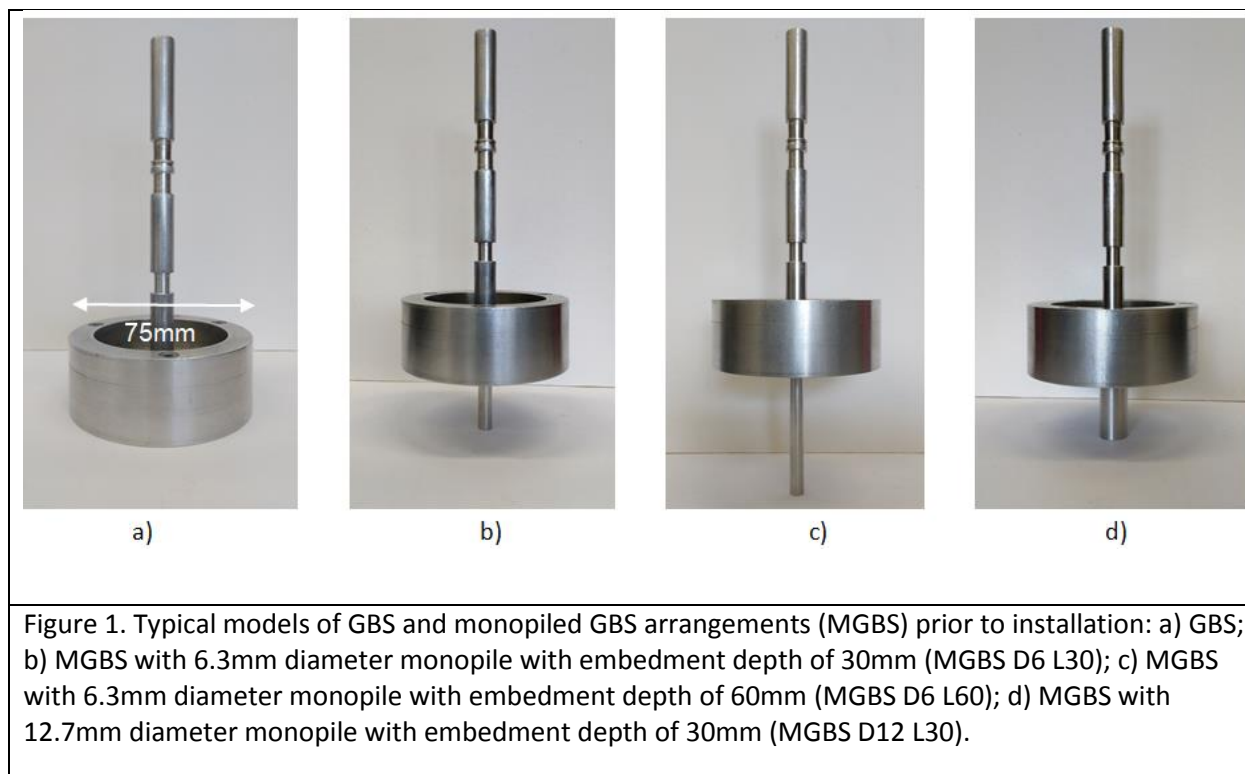 75mm
a)
b)
c)
d)
Figure 1. Typical models of GBS and monopiled GBS arrangements (MGBS) prior to installation: a) GBS;
b) MGBS with 6.3mm diameter monopile with embedment depth of 30mm (MGBS D6 L30); c) MGBS
with 6.3mm diameter monopile with embedment depth of 60mm (MGBS D6 L60); d) MGBS with
12.7mm diameter monopile with embedment depth of 30mm (MGBS D12 L30).